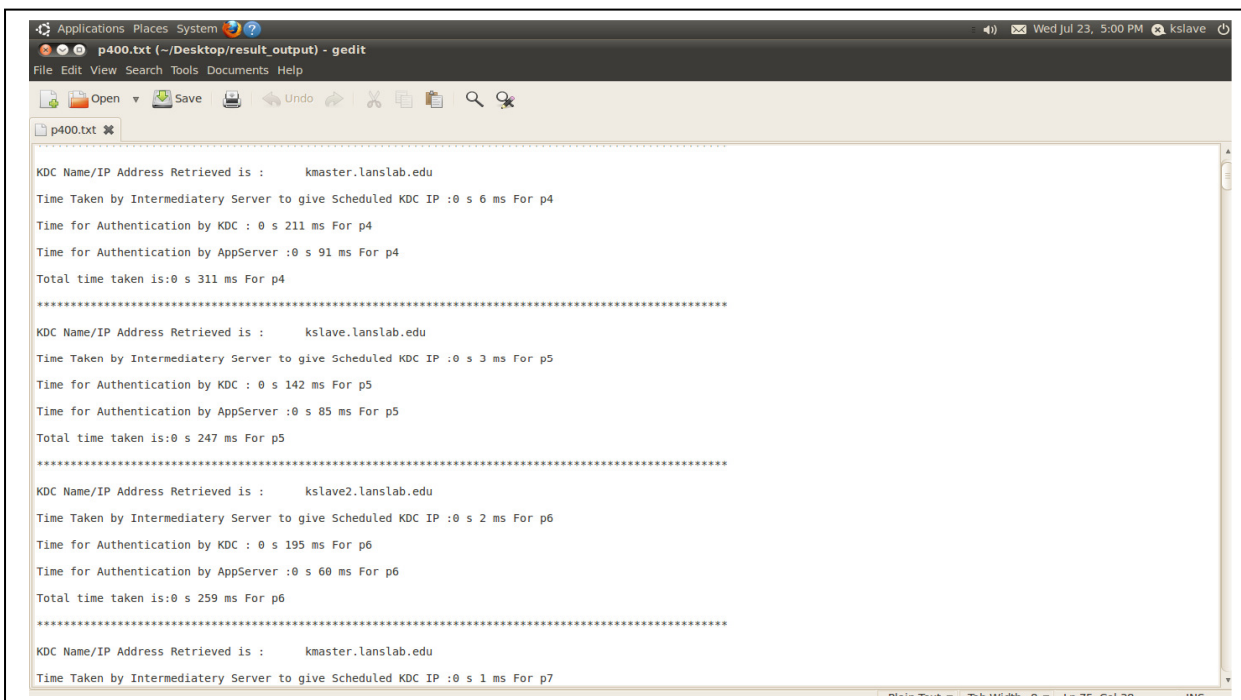 Applications Places System
Wed Jul 23, 5:00 PM kslave
p400.txt (~/Desktop/result_output) - gedit
File Edit View Search Tools Documents Help
Open Save Undo
p400.txt
KDC Name/IP Address Retrieved is : kmaster.lanslab.edu
Time Taken by Intermediatery Server to give Scheduled KDC IP :0 s 6 ms For p4
Time for Authentication by KDC : 0 s 211 ms For p4
Time for Authentication by AppServer :0 s 91 ms For p4
Total time taken is:0 s 311 ms For p4
*******************************************************************************************************
KDC Name/IP Address Retrieved is : kslave.lanslab.edu
Time Taken by Intermediatery Server to give Scheduled KDC IP :0 s 3 ms For p5
Time for Authentication by KDC : 0 s 142 ms For p5
Time for Authentication by AppServer :0 s 85 ms For p5
Total time taken is:0 s 247 ms For p5
*******************************************************************************************************
KDC Name/IP Address Retrieved is : kslave2.lanslab.edu
Time Taken by Intermediatery Server to give Scheduled KDC IP :0 s 2 ms For p6
Time for Authentication by KDC : 0 s 195 ms For p6
Time for Authentication by AppServer :0 s 60 ms For p6
Total time taken is:0 s 259 ms For p6
*******************************************************************************************************
KDC Name/IP Address Retrieved is : kmaster.lanslab.edu
Time Taken by Intermediatery Server to give Scheduled KDC IP :0 s 1 ms For p7